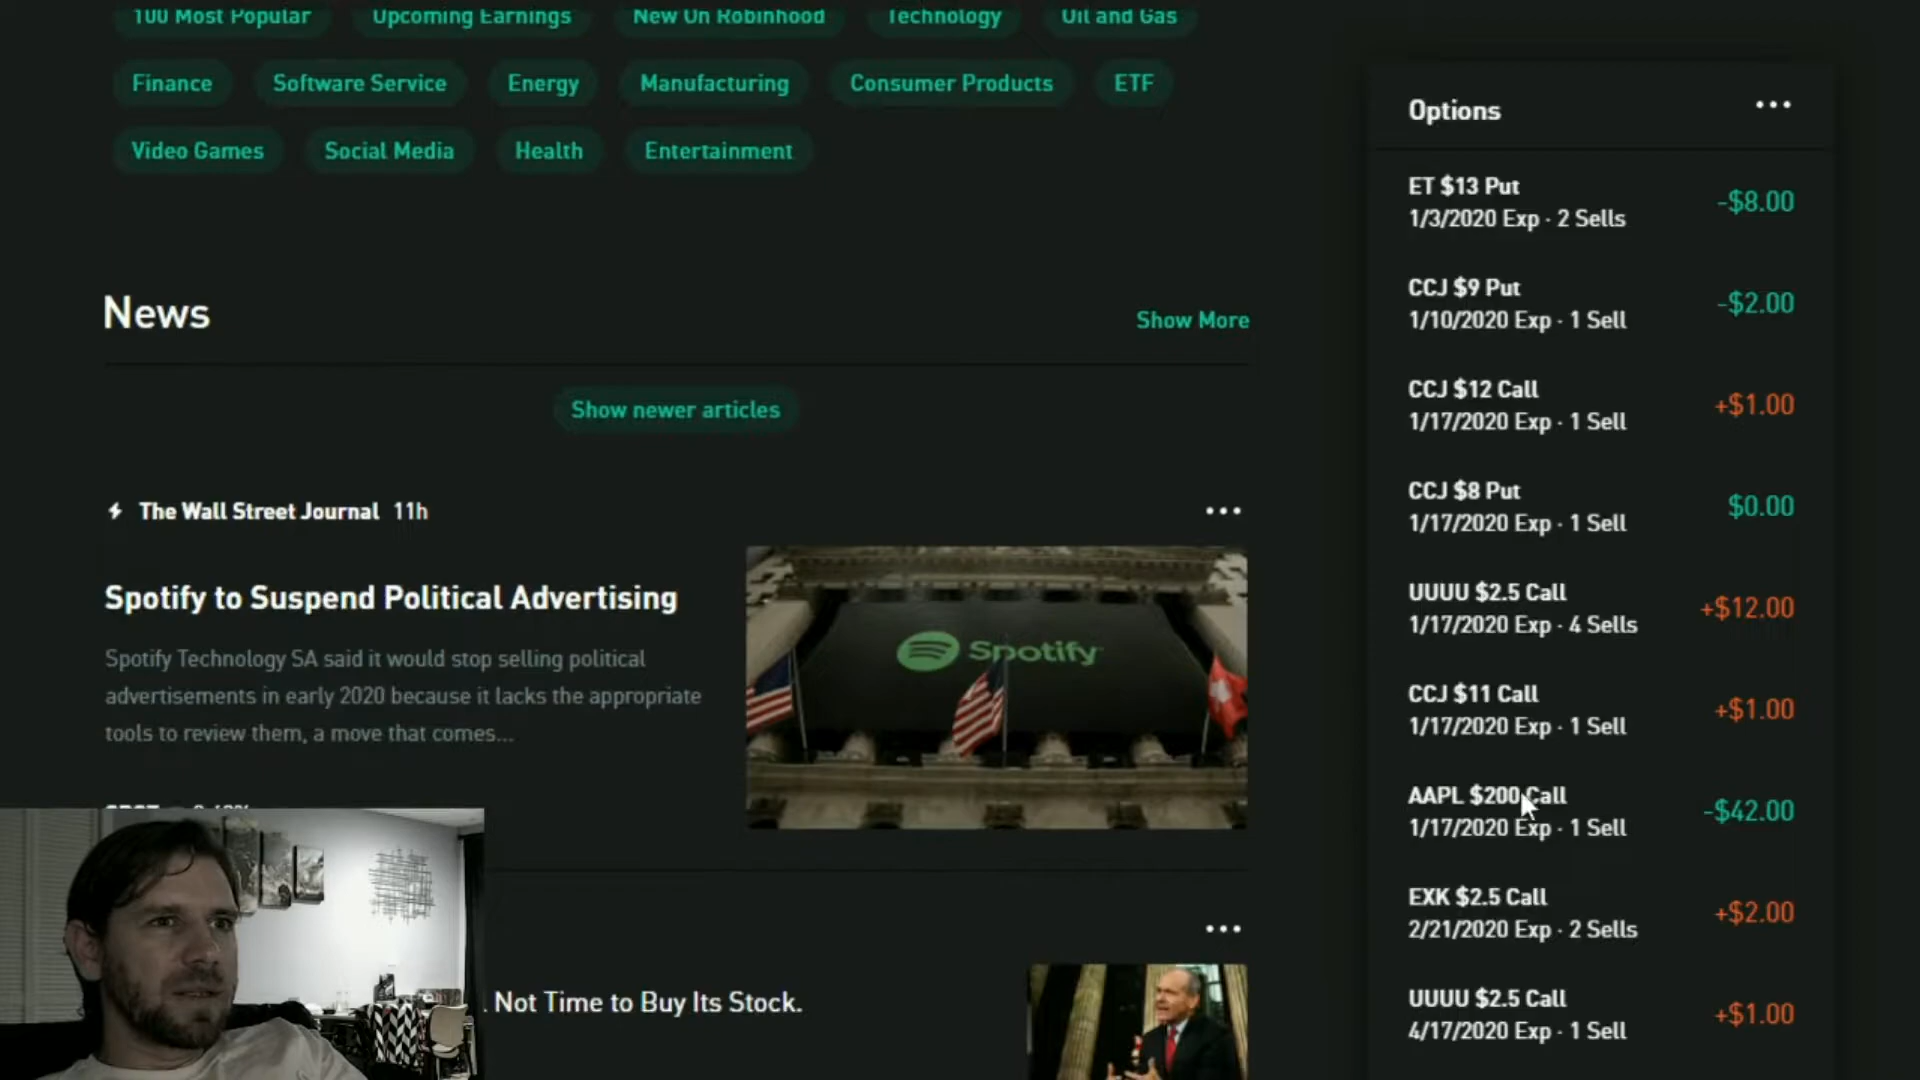 100 Most Popular
Upcoming Earnings
New On Robinhood
Technology
Oil and Gas
Finance
Software Service
Energy
Manufacturing
Consumer Products
ETF
Video Games
Social Media
Health
Entertainment
News
Show More
Show newer articles
The Wall Street Journal 11h
Spotify to Suspend Political Advertising
Spotify Technology SA said it would stop selling political
advertisements in early 2020 because it lacks the appropriate
tools to review them, a move that comes...
Spotify
. Not Time to Buy Its Stock.
Options
ET $13 Put
1/3/2020 Exp · 2 Sells
-$8.00
CCJ $9 Put
1/10/2020 Exp · 1 Sell
-$2.00
CCJ $12 Call
1/17/2020 Exp · 1 Sell
+$1.00
CCJ $8 Put
1/17/2020 Exp · 1 Sell
$0.00
UUUU $2.5 Call
1/17/2020 Exp · 4 Sells
+$12.00
CCJ $11 Call
1/17/2020 Exp · 1 Sell
+$1.00
AAPL $200 Call
1/17/2020 Exp · 1 Sell
-$42.00
EXK $2.5 Call
2/21/2020 Exp · 2 Sells
+$2.00
UUUU $2.5 Call
4/17/2020 Exp · 1 Sell
+$1.00